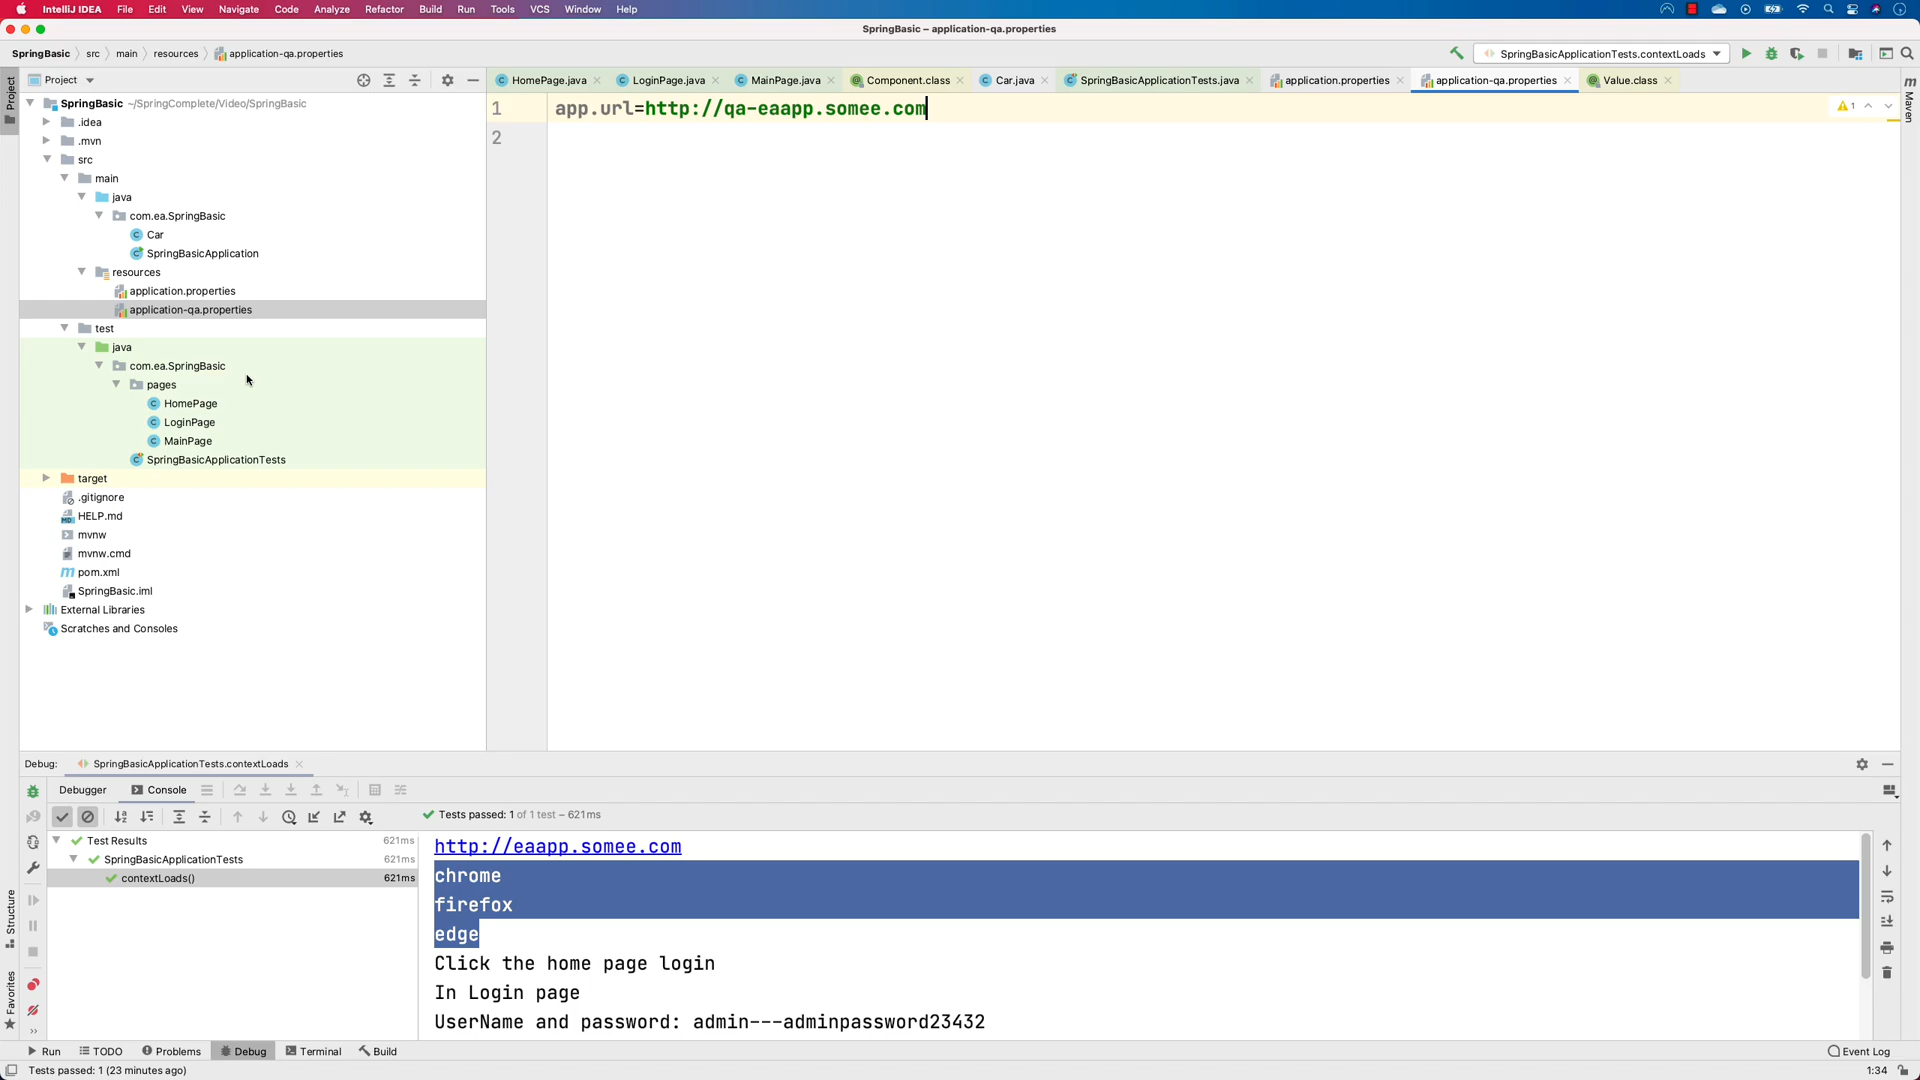 IntelliJ IDEA File Edit View Navigate Code Analyze Refactor Build Run Tools VCS Window Help
SpringBasic – application-qa.properties
SpringBasic src main resources application-qa.properties
SpringBasicApplicationTests.contextLoads
Project
HomePage.java LoginPage.java MainPage.java Component.class Car.java SpringBasicApplicationTests.java application.properties application-qa.properties Value.class
Project
Maven
SpringBasic ~/SpringComplete/Video/SpringBasic
.idea
.mvn
src
main
java
com.ea.SpringBasic
Car
SpringBasicApplication
resources
application.properties
application-qa.properties
test
java
com.ea.SpringBasic
pages
HomePage
LoginPage
MainPage
SpringBasicApplicationTests
target
.gitignore
HELP.md
mvnw
mvnw.cmd
pom.xml
SpringBasic.iml
External Libraries
Scratches and Consoles
1 app.url=http://qa-eaapp.somee.com
2
1
Debug: SpringBasicApplicationTests.contextLoads
Debugger Console
Tests passed: 1 of 1 test – 621ms
Test Results 621ms
SpringBasicApplicationTests 621ms
contextLoads() 621ms
http://eaapp.somee.com
chrome
firefox
edge
Click the home page login
In Login page
UserName and password: admin---adminpassword23432
Structure
Favorites
Run TODO Problems Debug Terminal Build Event Log
Tests passed: 1 (23 minutes ago) 1:34